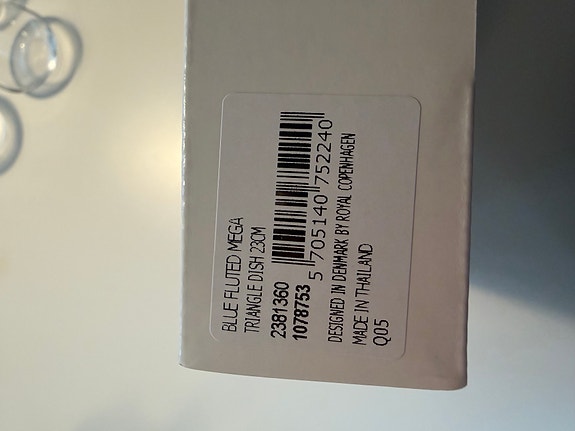 BLUE FLUTED MEGA
TRIANGLE DISH 23CM
2381360
1078753
5 705140 752240
DESIGNED IN DENMARK BY ROYAL COPENHAGEN
MADE IN THAILAND
Q05